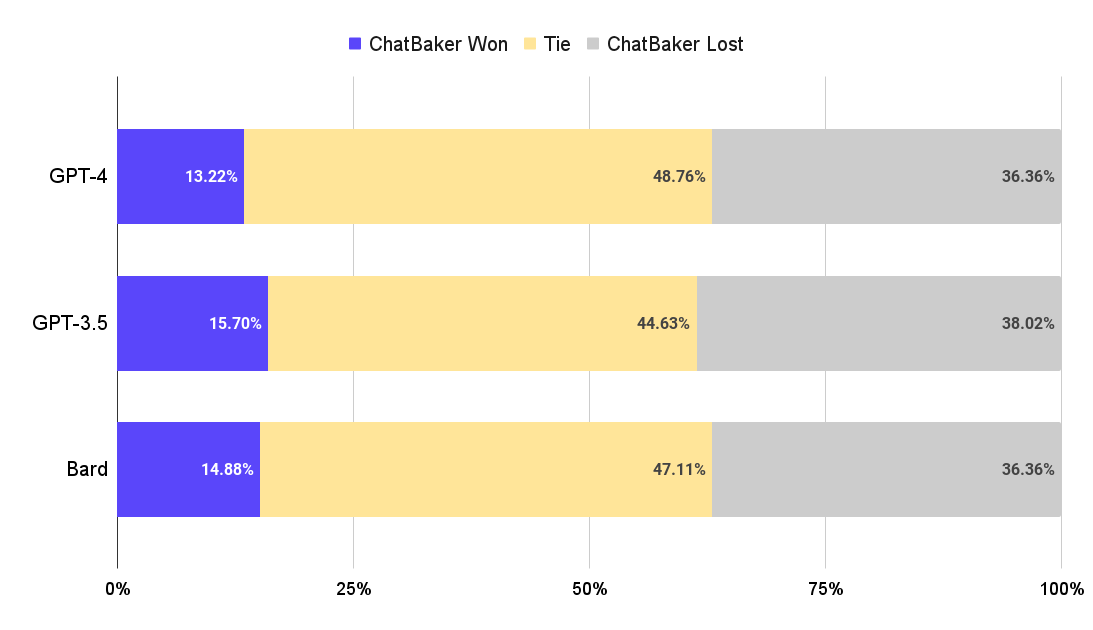 ChatBaker Won Tie ChatBaker Lost
GPT-4 13.22% 48.76% 36.36%
GPT-3.5 15.70% 44.63% 38.02%
Bard 14.88% 47.11% 36.36%
0% 25% 50% 75% 100%